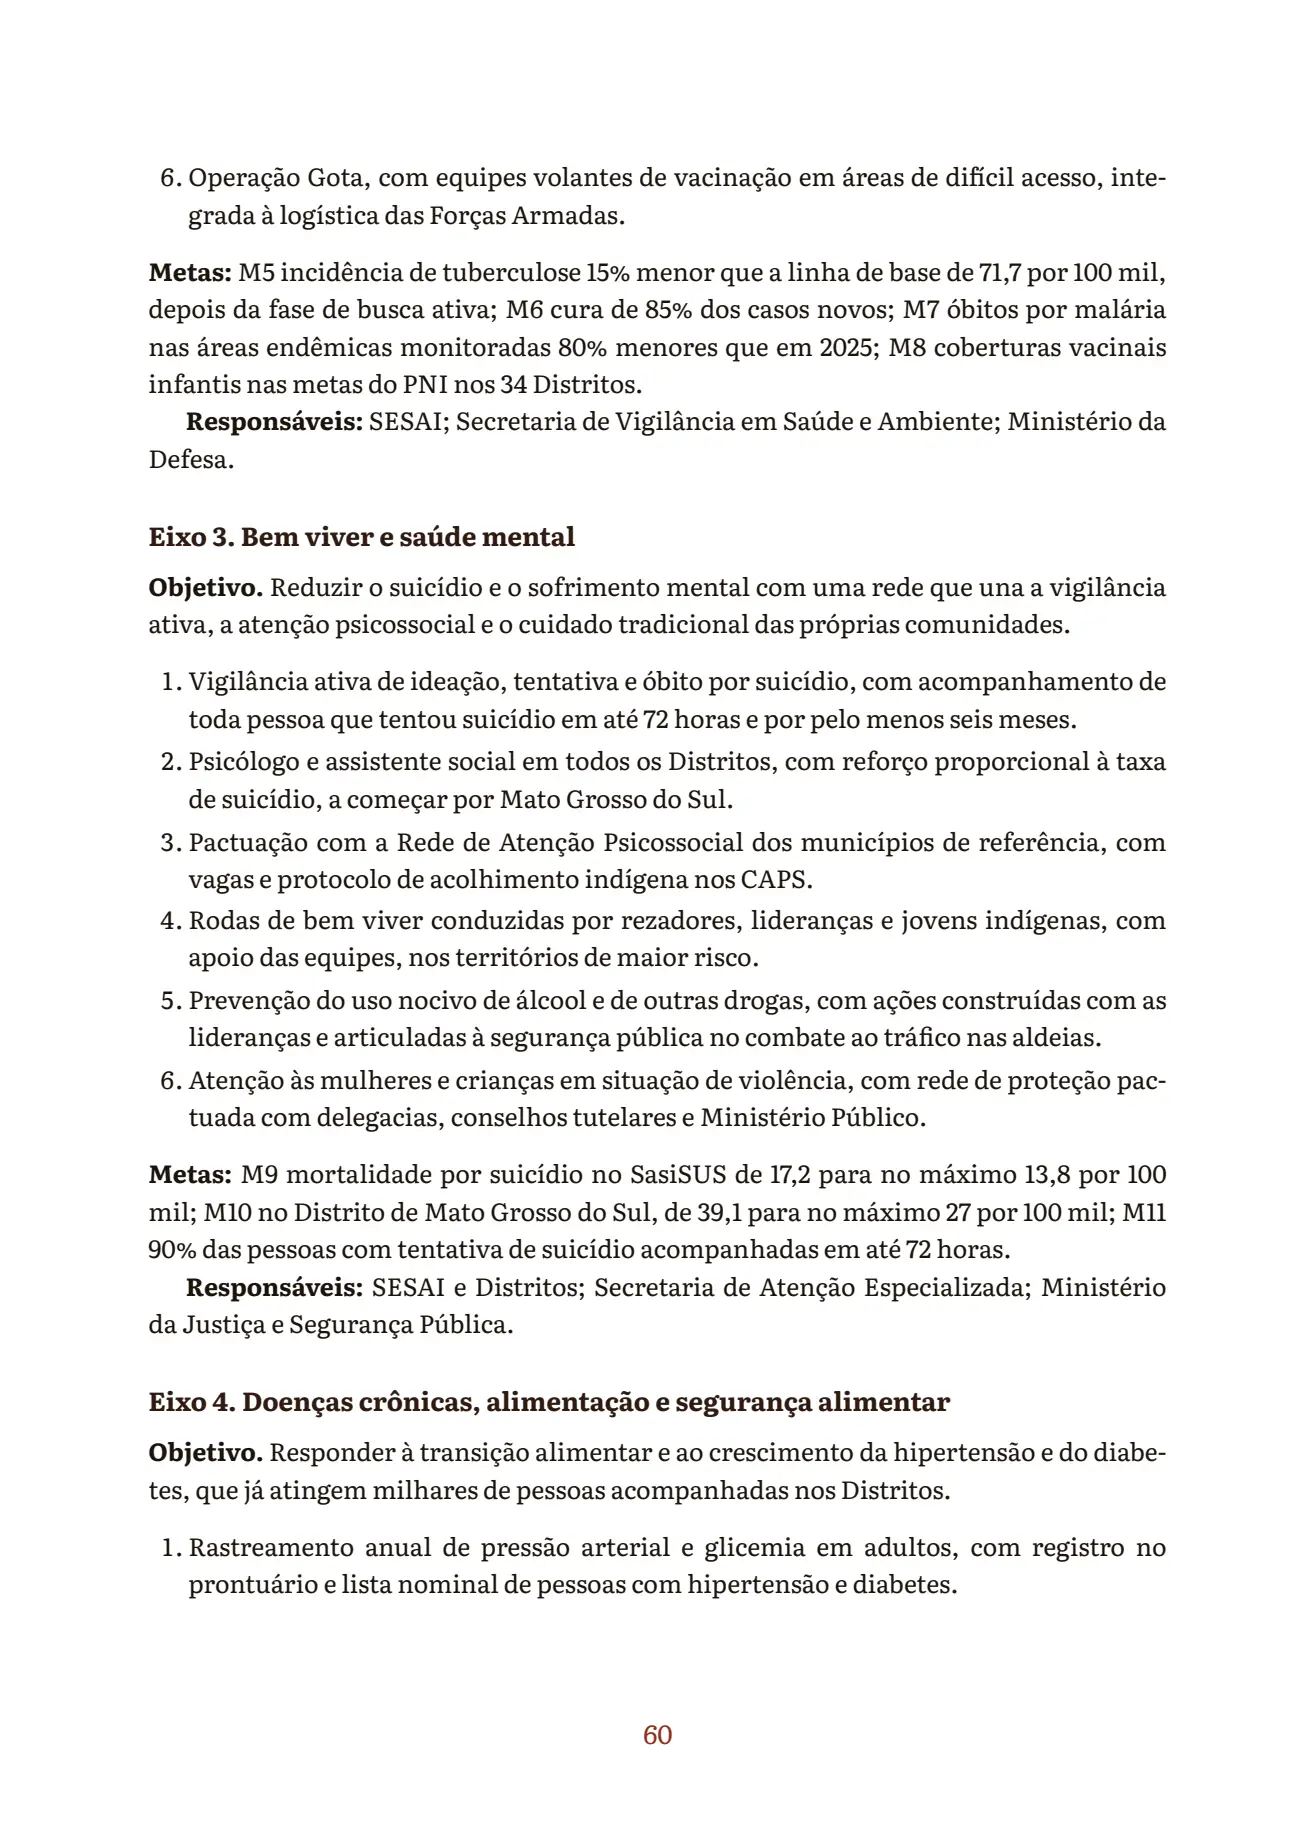 6. Operação Gota, com equipes volantes de vacinação em áreas de difícil acesso, inte-
grada à logística das Forças Armadas.
Metas: M5 incidência de tuberculose 15% menor que a linha de base de 71,7 por 100 mil,
depois da fase de busca ativa; M6 cura de 85% dos casos novos; M7 óbitos por malária
nas áreas endêmicas monitoradas 80% menores que em 2025; M8 coberturas vacinais
infantis nas metas do PNI nos 34 Distritos.
Responsáveis: SESAI; Secretaria de Vigilância em Saúde e Ambiente; Ministério da
Defesa.
Eixo 3. Bem viver e saúde mental
Objetivo. Reduzir o suicídio e o sofrimento mental com uma rede que una a vigilância
ativa, a atenção psicossocial e o cuidado tradicional das próprias comunidades.
1. Vigilância ativa de ideação, tentativa e óbito por suicídio, com acompanhamento de
toda pessoa que tentou suicídio em até 72 horas e por pelo menos seis meses.
2. Psicólogo e assistente social em todos os Distritos, com reforço proporcional à taxa
de suicídio, a começar por Mato Grosso do Sul.
3. Pactuação com a Rede de Atenção Psicossocial dos municípios de referência, com
vagas e protocolo de acolhimento indígena nos CAPS.
4. Rodas de bem viver conduzidas por rezadores, lideranças e jovens indígenas, com
apoio das equipes, nos territórios de maior risco.
5. Prevenção do uso nocivo de álcool e de outras drogas, com ações construídas com as
lideranças e articuladas à segurança pública no combate ao tráfico nas aldeias.
6. Atenção às mulheres e crianças em situação de violência, com rede de proteção pac-
tuada com delegacias, conselhos tutelares e Ministério Público.
Metas: M9 mortalidade por suicídio no SasiSUS de 17,2 para no máximo 13,8 por 100
mil; M10 no Distrito de Mato Grosso do Sul, de 39,1 para no máximo 27 por 100 mil; M11
90% das pessoas com tentativa de suicídio acompanhadas em até 72 horas.
Responsáveis: SESAI e Distritos; Secretaria de Atenção Especializada; Ministério
da Justiça e Segurança Pública.
Eixo 4. Doenças crônicas, alimentação e segurança alimentar
Objetivo. Responder à transição alimentar e ao crescimento da hipertensão e do diabe-
tes, que já atingem milhares de pessoas acompanhadas nos Distritos.
1. Rastreamento anual de pressão arterial e glicemia em adultos, com registro no
prontuário e lista nominal de pessoas com hipertensão e diabetes.
60